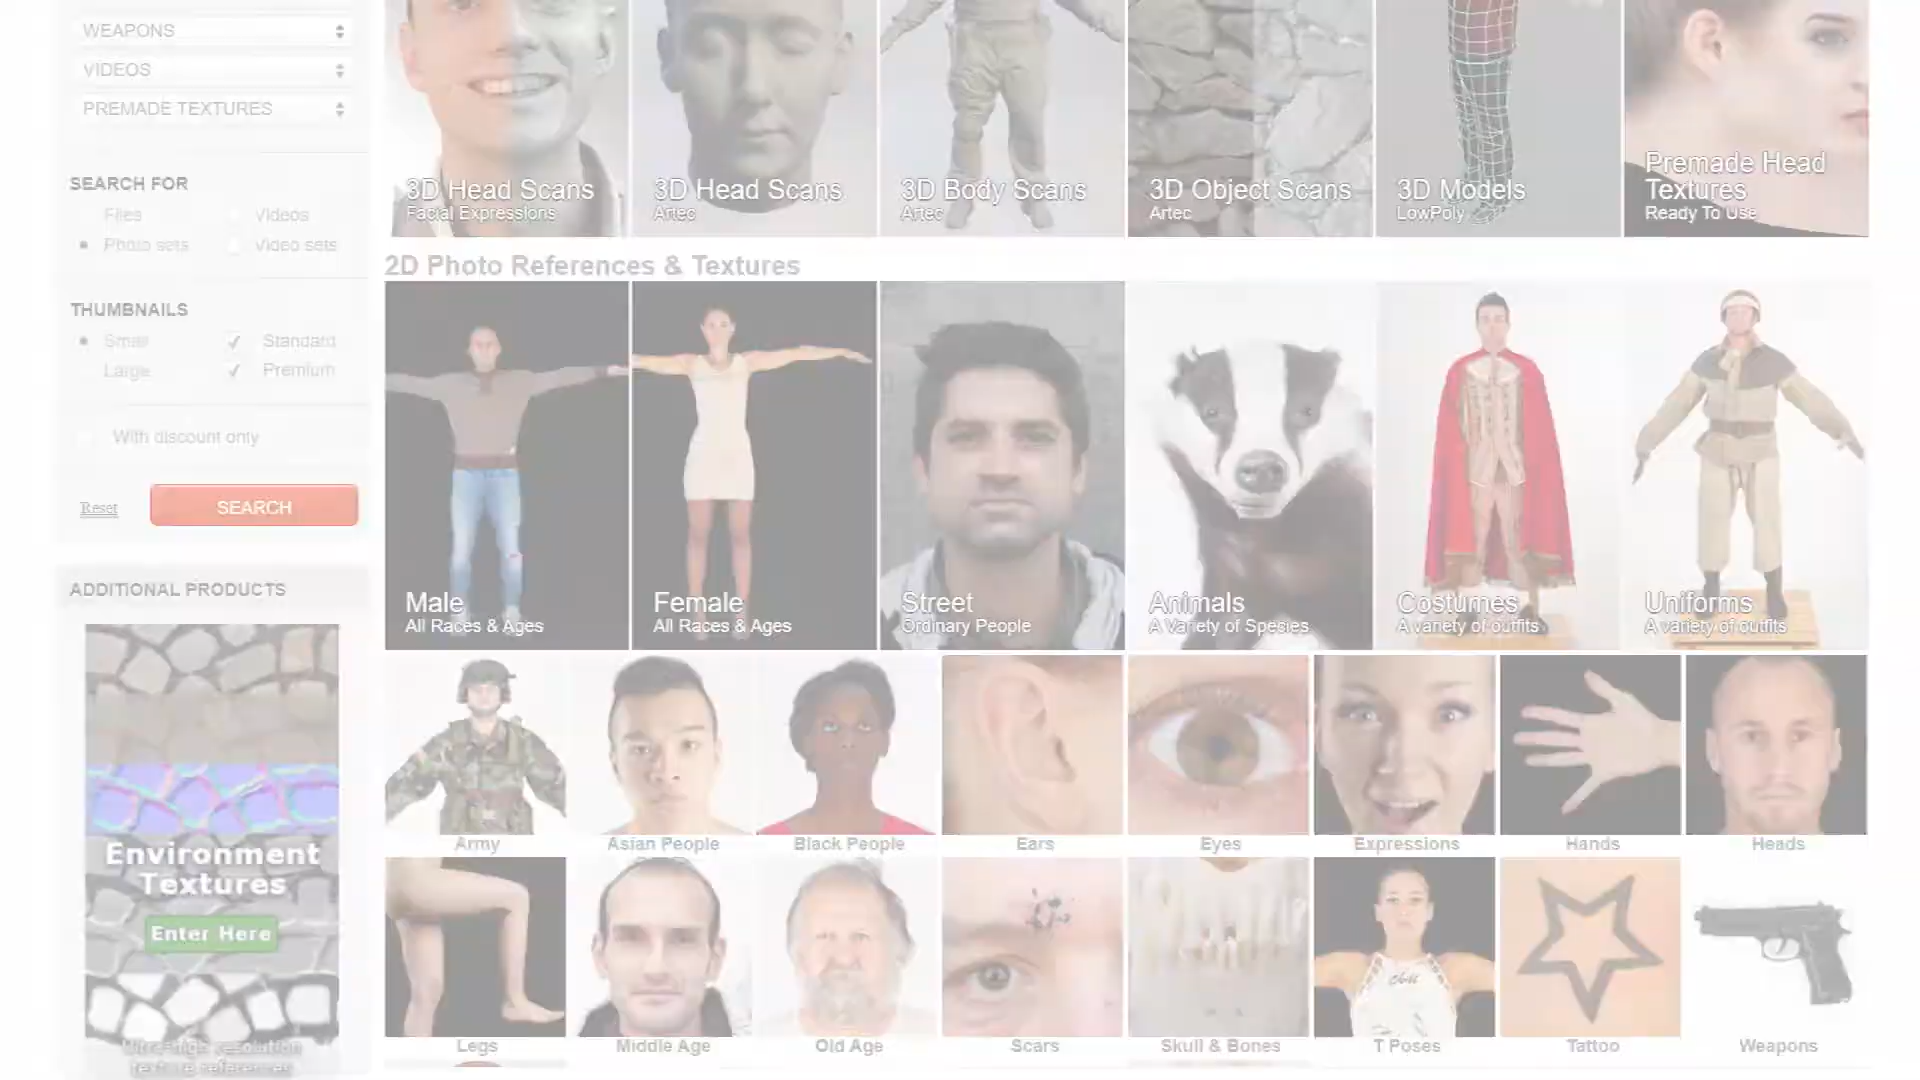 WEAPONS
VIDEOS
PREMADE TEXTURES
SEARCH FOR
Files
Videos
Photo sets
Video sets
THUMBNAILS
Small
Standard
Large
Premium
With discount only
Reset
SEARCH
ADDITIONAL PRODUCTS
Environment
Textures
Enter Here
Ultra high resolution
texture references
3D Head Scans
Facial Expressions
3D Head Scans
Artec
3D Body Scans
Artec
3D Object Scans
Artec
3D Models
LowPoly
Premade Head
Textures
Ready To Use
2D Photo References & Textures
Male
All Races & Ages
Female
All Races & Ages
Street
Ordinary People
Animals
A Variety of Species
Costumes
A variety of outfits
Uniforms
A variety of outfits
Army
Asian People
Black People
Ears
Eyes
Expressions
Hands
Heads
Legs
Middle Age
Old Age
Scars
Skull & Bones
T Poses
Tattoo
Weapons